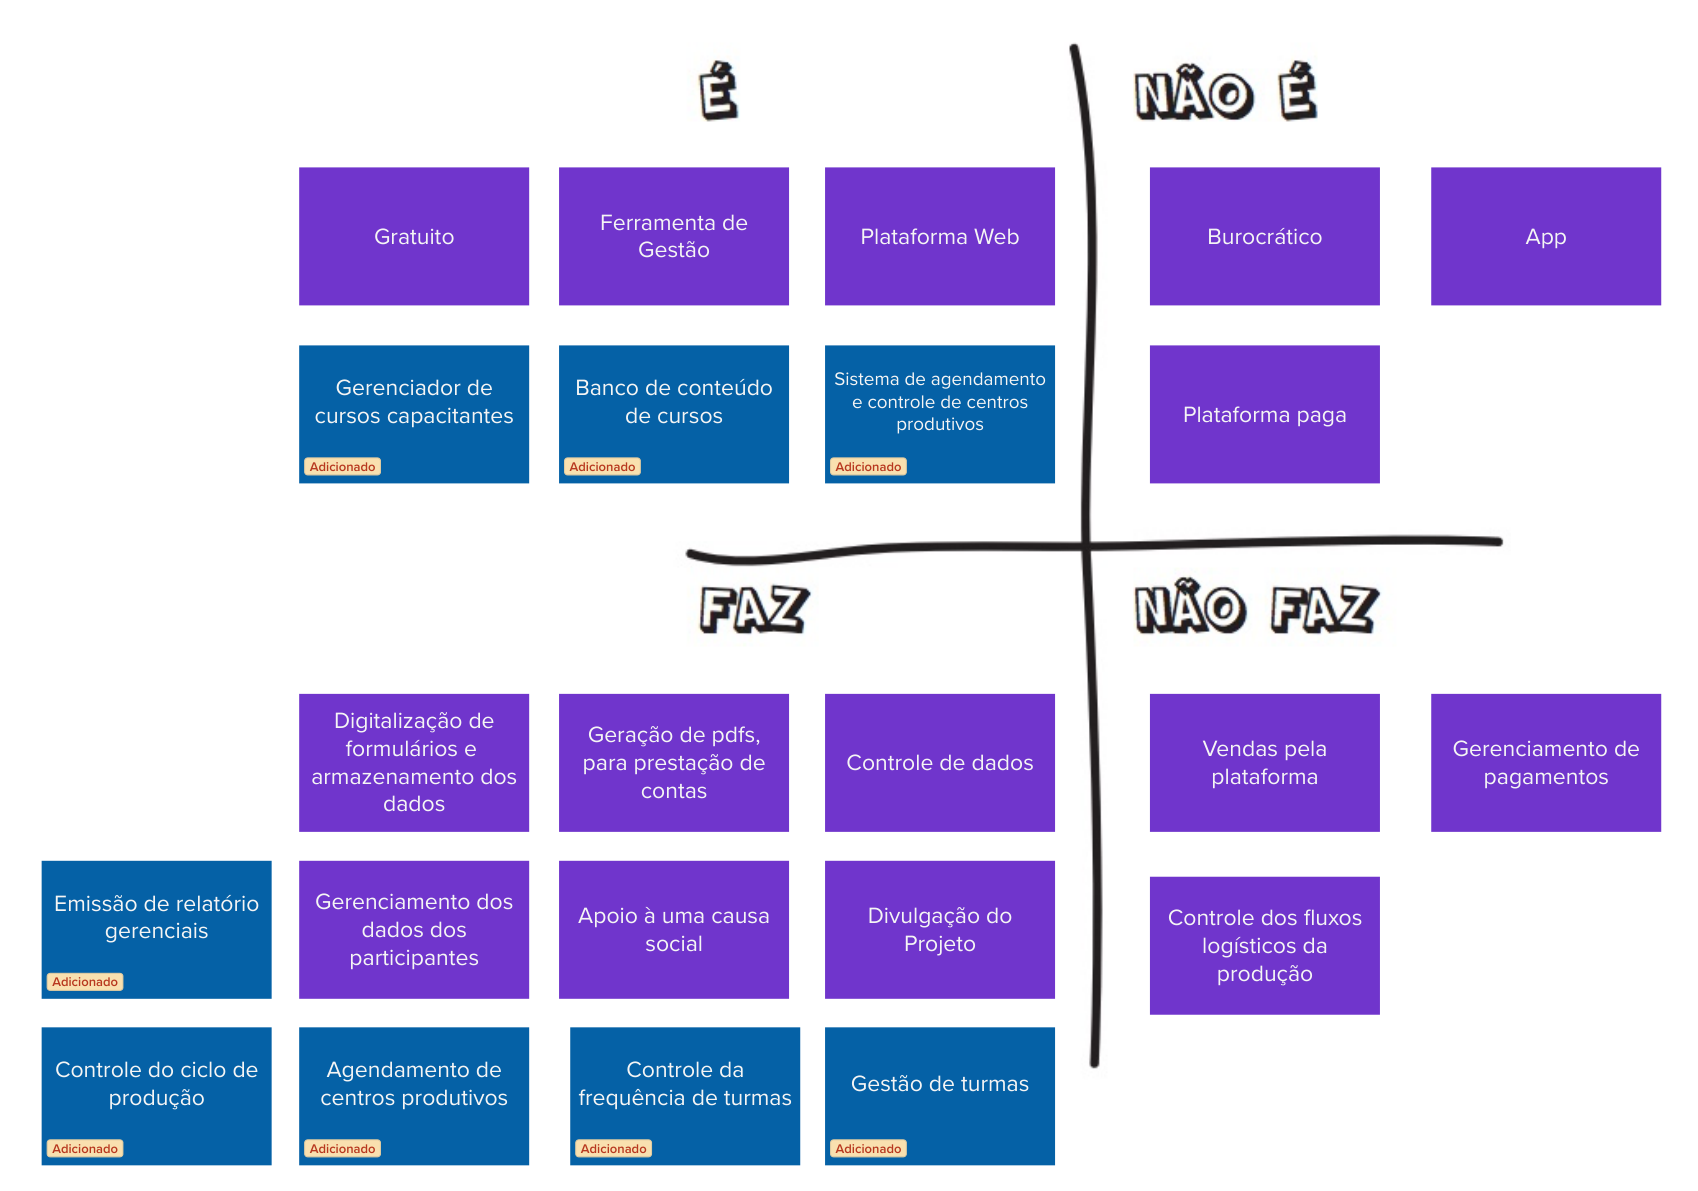 É
NÃO É
Gratuito
Ferramenta de
Gestão
Plataforma Web
Burocrático
App
Gerenciador de
cursos capacitantes
Adicionado
Banco de conteúdo
de cursos
Adicionado
Sistema de agendamento
e controle de centros
produtivos
Adicionado
Plataforma paga
FAZ
NÃO FAZ
Digitalização de
formulários e
armazenamento dos
dados
Geração de pdfs,
para prestação de
contas
Controle de dados
Vendas pela
plataforma
Gerenciamento de
pagamentos
Emissão de relatório
gerenciais
Adicionado
Gerenciamento dos
dados dos
participantes
Apoio à uma causa
social
Divulgação do
Projeto
Controle dos fluxos
logísticos da
produção
Controle do ciclo de
produção
Adicionado
Agendamento de
centros produtivos
Adicionado
Controle da
frequência de turmas
Adicionado
Gestão de turmas
Adicionado